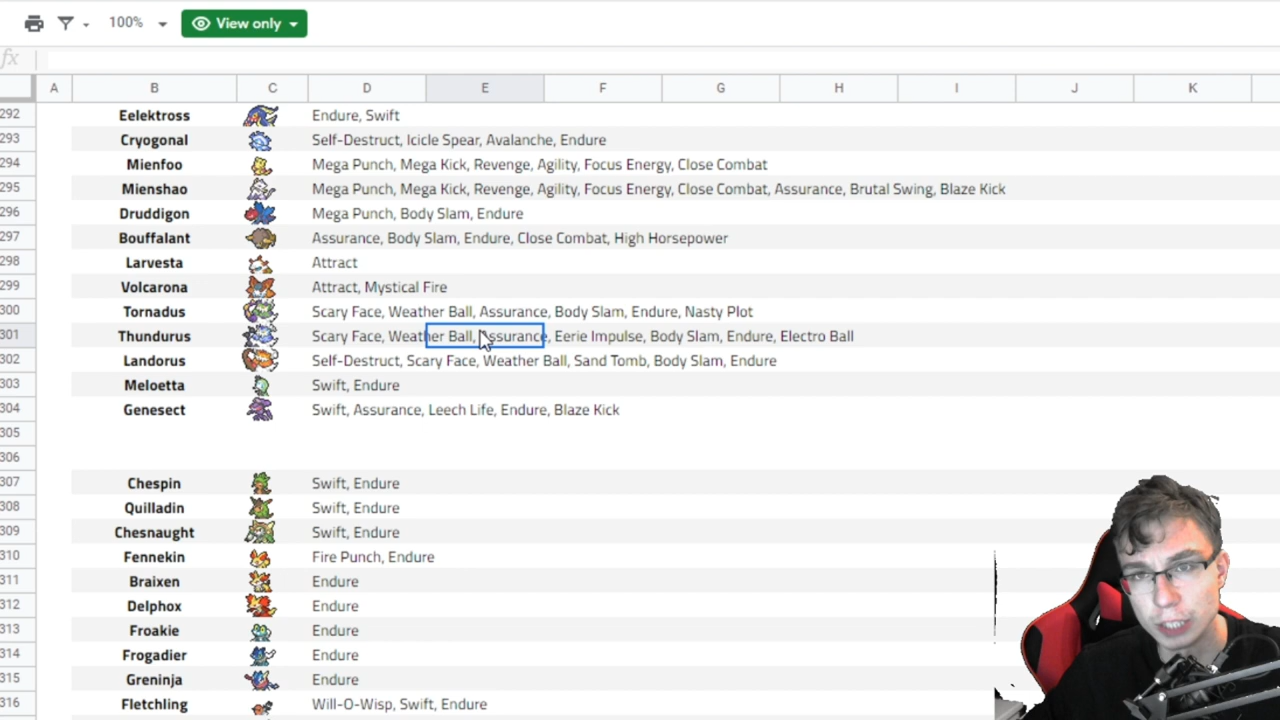 100% View only
fx
A B C D E F G H I J K
292 Eelektross Endure, Swift
293 Cryogonal Self-Destruct, Icicle Spear, Avalanche, Endure
294 Mienfoo Mega Punch, Mega Kick, Revenge, Agility, Focus Energy, Close Combat
295 Mienshao Mega Punch, Mega Kick, Revenge, Agility, Focus Energy, Close Combat, Assurance, Brutal Swing, Blaze Kick
296 Druddigon Mega Punch, Body Slam, Endure
297 Bouffalant Assurance, Body Slam, Endure, Close Combat, High Horsepower
298 Larvesta Attract
299 Volcarona Attract, Mystical Fire
300 Tornadus Scary Face, Weather Ball, Assurance, Body Slam, Endure, Nasty Plot
301 Thundurus Scary Face, Weather Ball, Assurance, Eerie Impulse, Body Slam, Endure, Electro Ball
302 Landorus Self-Destruct, Scary Face, Weather Ball, Sand Tomb, Body Slam, Endure
303 Meloetta Swift, Endure
304 Genesect Swift, Assurance, Leech Life, Endure, Blaze Kick
305
306
307 Chespin Swift, Endure
308 Quilladin Swift, Endure
309 Chesnaught Swift, Endure
310 Fennekin Fire Punch, Endure
311 Braixen Endure
312 Delphox Endure
313 Froakie Endure
314 Frogadier Endure
315 Greninja Endure
316 Fletchling Will-O-Wisp, Swift, Endure